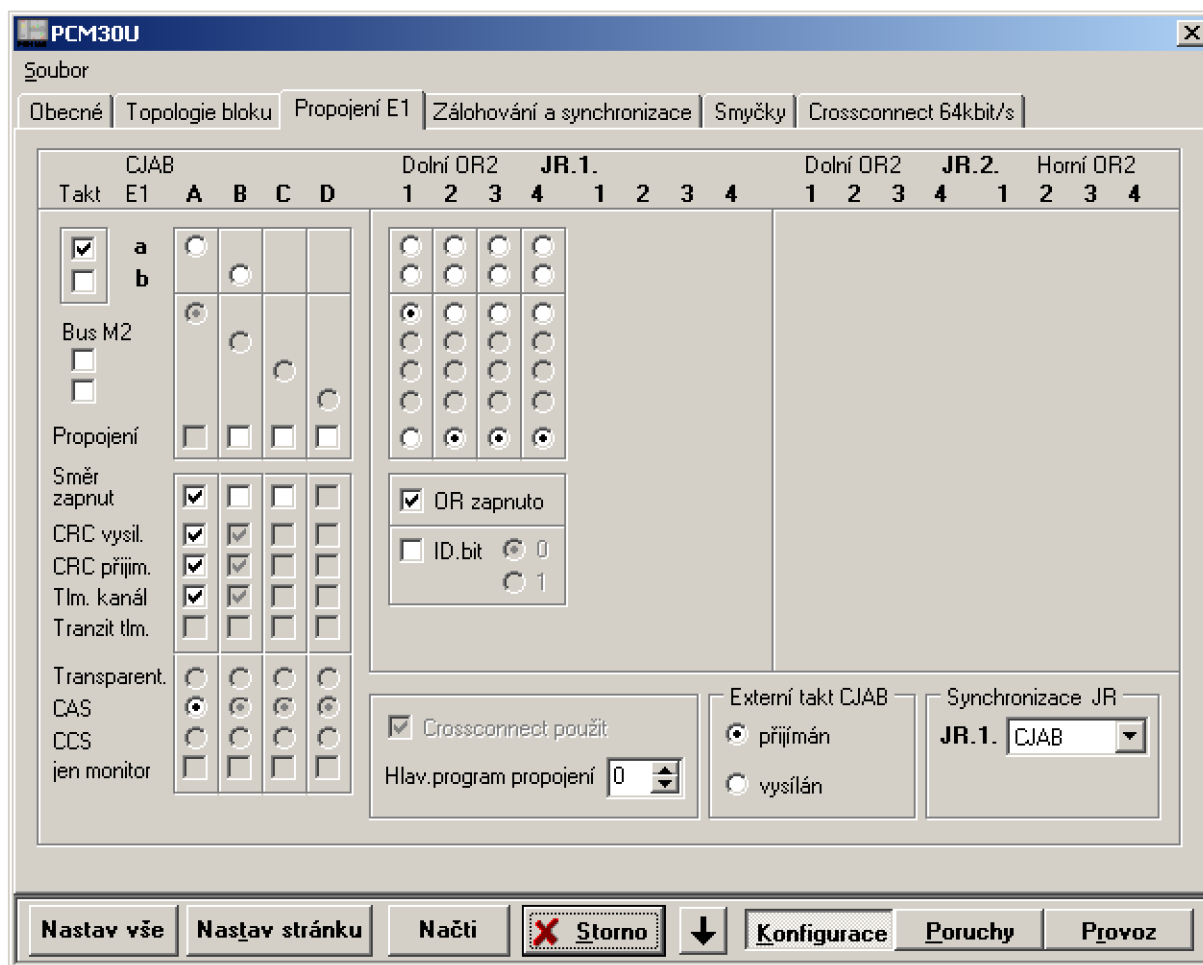 PCM30U
Soubor
Obecné Topologie bloku Propojení E1 Zálohování a synchronizace Smyčky Crossconnect 64kbit/s
CJAB Dolní OR2 JR.1. Dolní OR2 JR.2. Horní OR2
Takt E1 A B C D 1 2 3 4 1 2 3 4 1 2 3 4 1 2 3 4
a
b
Bus M2
Propojení
Směr
zapnut
OR zapnuto
CRC vysil.
CRC přijim.
ID.bit 0
1
Tlm. kanál
Tranzit tlm.
Transparent.
CAS
CCS
jen monitor
Crossconnect použit
Hlav.program propojení 0
Externí takt CJAB
přijímán
vysílán
Synchronizace JR
JR.1. CJAB
Nastav vše Nastav stránku Načti Storno Konfigurace Poruchy Provoz